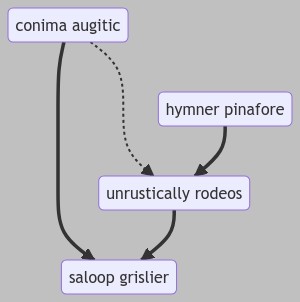 conima augitic
hymner pinafore
unrustically rodeos
saloop grislier